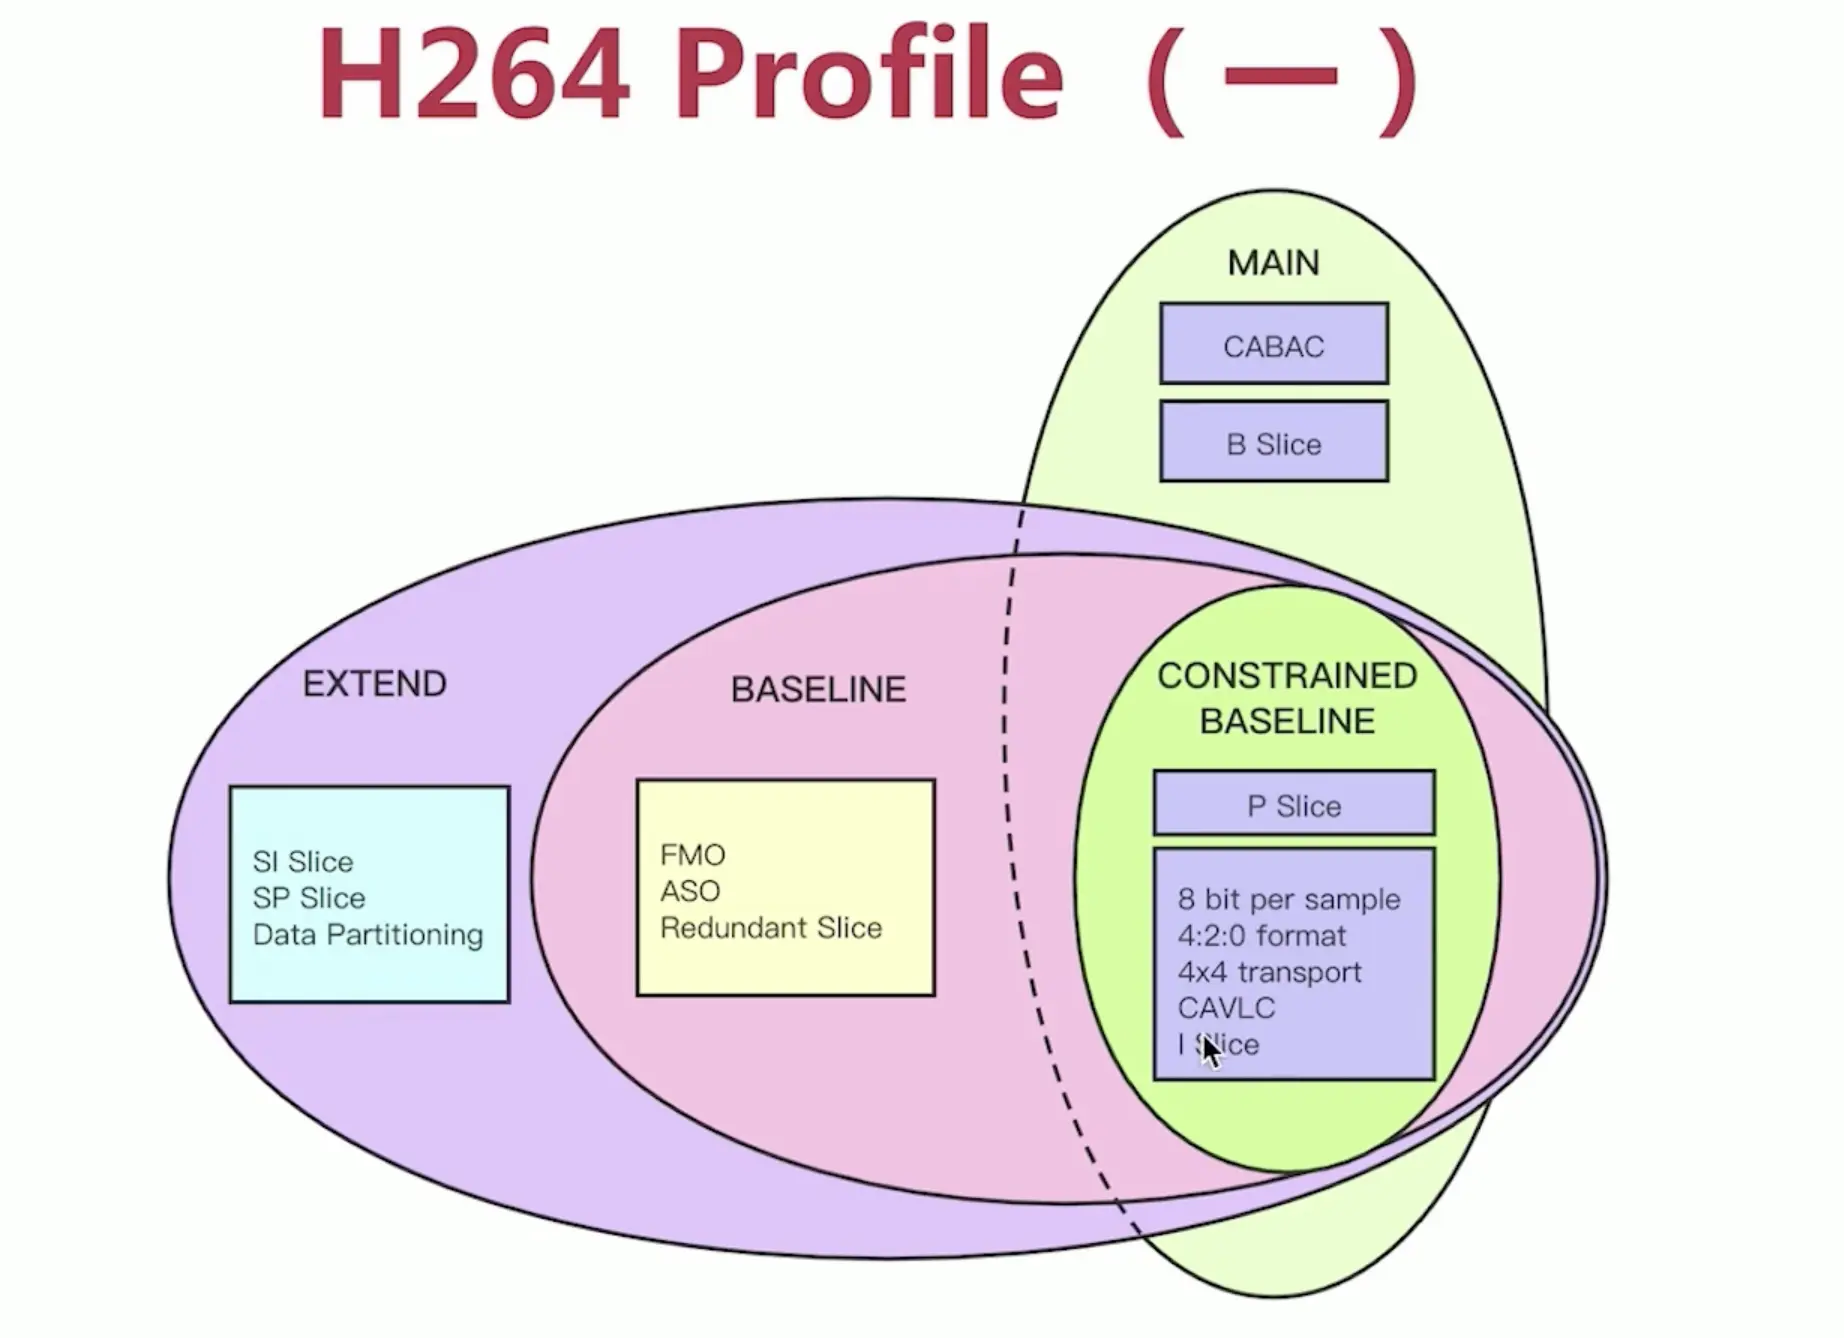 H264 Profile（一）
MAIN
CABAC
B Slice
EXTEND
SI Slice
SP Slice
Data Partitioning
BASELINE
FMO
ASO
Redundant Slice
CONSTRAINED
BASELINE
P Slice
8 bit per sample
4:2:0 format
4x4 transport
CAVLC
I Slice